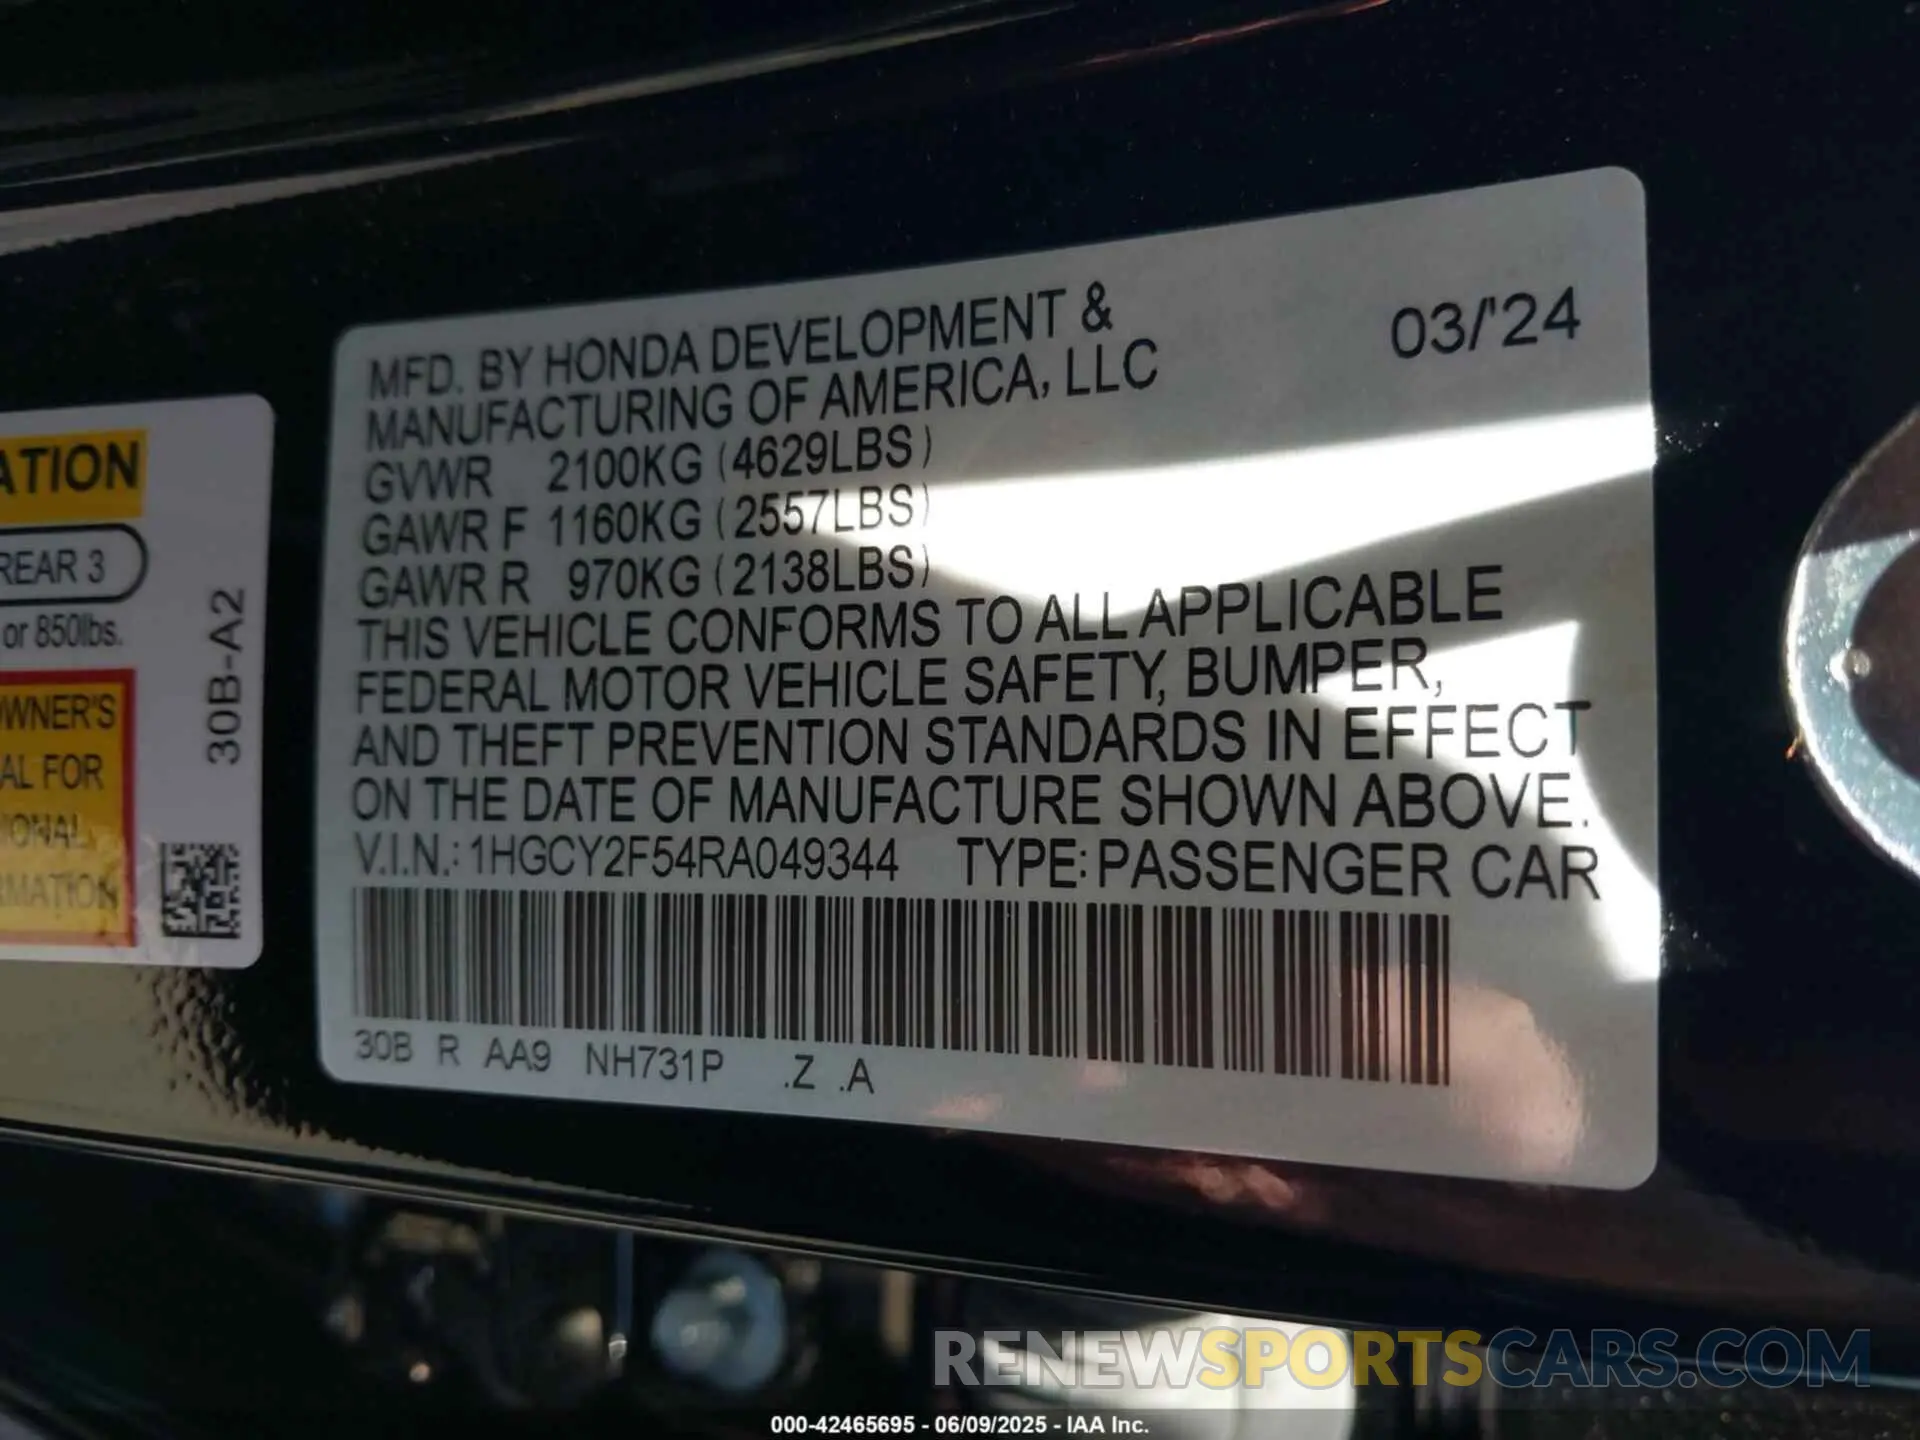 MFD. BY HONDA DEVELOPMENT &
MANUFACTURING OF AMERICA, LLC
03/'24
GVWR 2100KG (4629LBS)
GAWR F 1160KG (2557LBS)
GAWR R 970KG (2138LBS)
THIS VEHICLE CONFORMS TO ALL APPLICABLE
FEDERAL MOTOR VEHICLE SAFETY, BUMPER,
AND THEFT PREVENTION STANDARDS IN EFFECT
ON THE DATE OF MANUFACTURE SHOWN ABOVE.
V.I.N.: 1HGCY2F54RA049344 TYPE: PASSENGER CAR
30B R AA9 NH731P .Z .A
ATION
REAR 3
or 850lbs.
OWNER'S
AL FOR
IONAL
RMATION
30B-A2
RENEWSPORTSCARS.COM
000-42465695 - 06/09/2025 - IAA Inc.